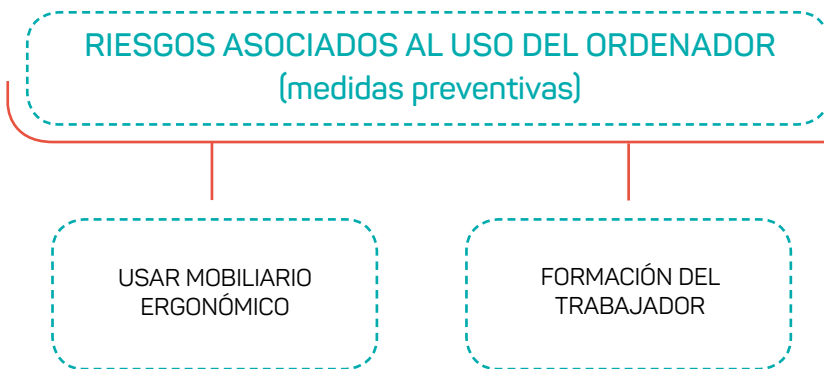 RIESGOS ASOCIADOS AL USO DEL ORDENADOR
(medidas preventivas)
USAR MOBILIARIO
ERGONÓMICO
FORMACIÓN DEL
TRABAJADOR